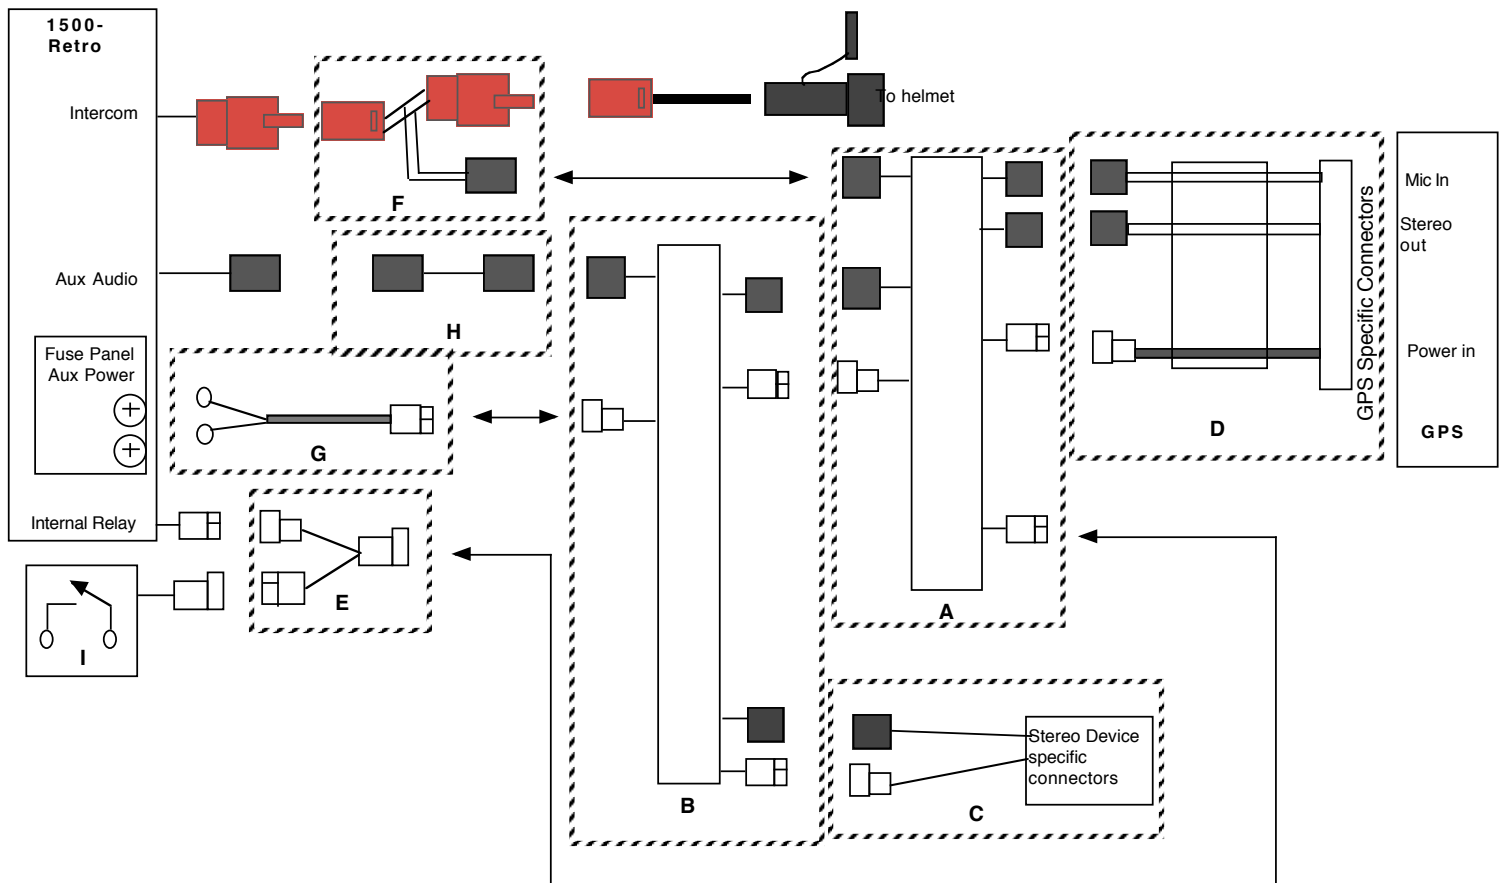 1500-
Retro
Intercom
To helmet
F
Mic In
Stereo
out
GPS Specific Connectors
Aux Audio
H
Fuse Panel
Aux Power
Power in
G
D
GPS
Internal Relay
E
A
I
B
Stereo Device
specific
connectors
C